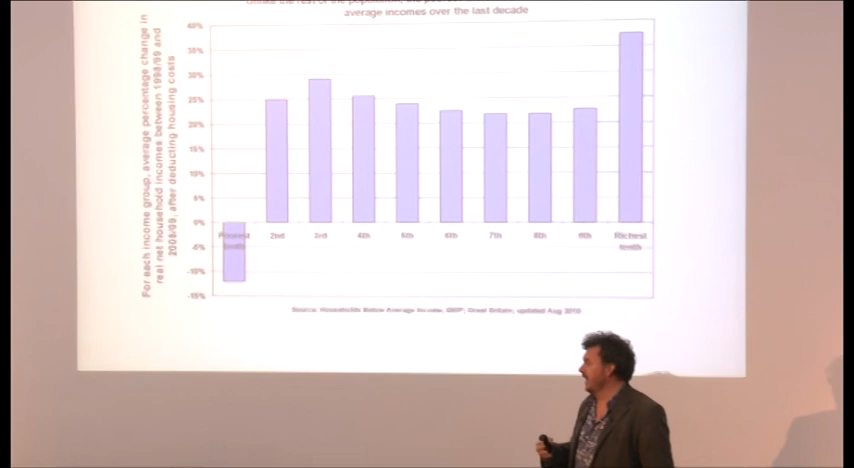 average incomes over the last decade
For each income group, average percentage change in
real net household incomes between 1998/99 and
2008/09, after deducting housing costs
40%
35%
30%
25%
20%
15%
10%
5%
0%
-5%
-10%
-15%
Poorest
tenth
2nd
3rd
4th
5th
6th
7th
8th
9th
Richest
tenth
Source: Households Below Average Income, DWP; Great Britain; updated Aug 2010